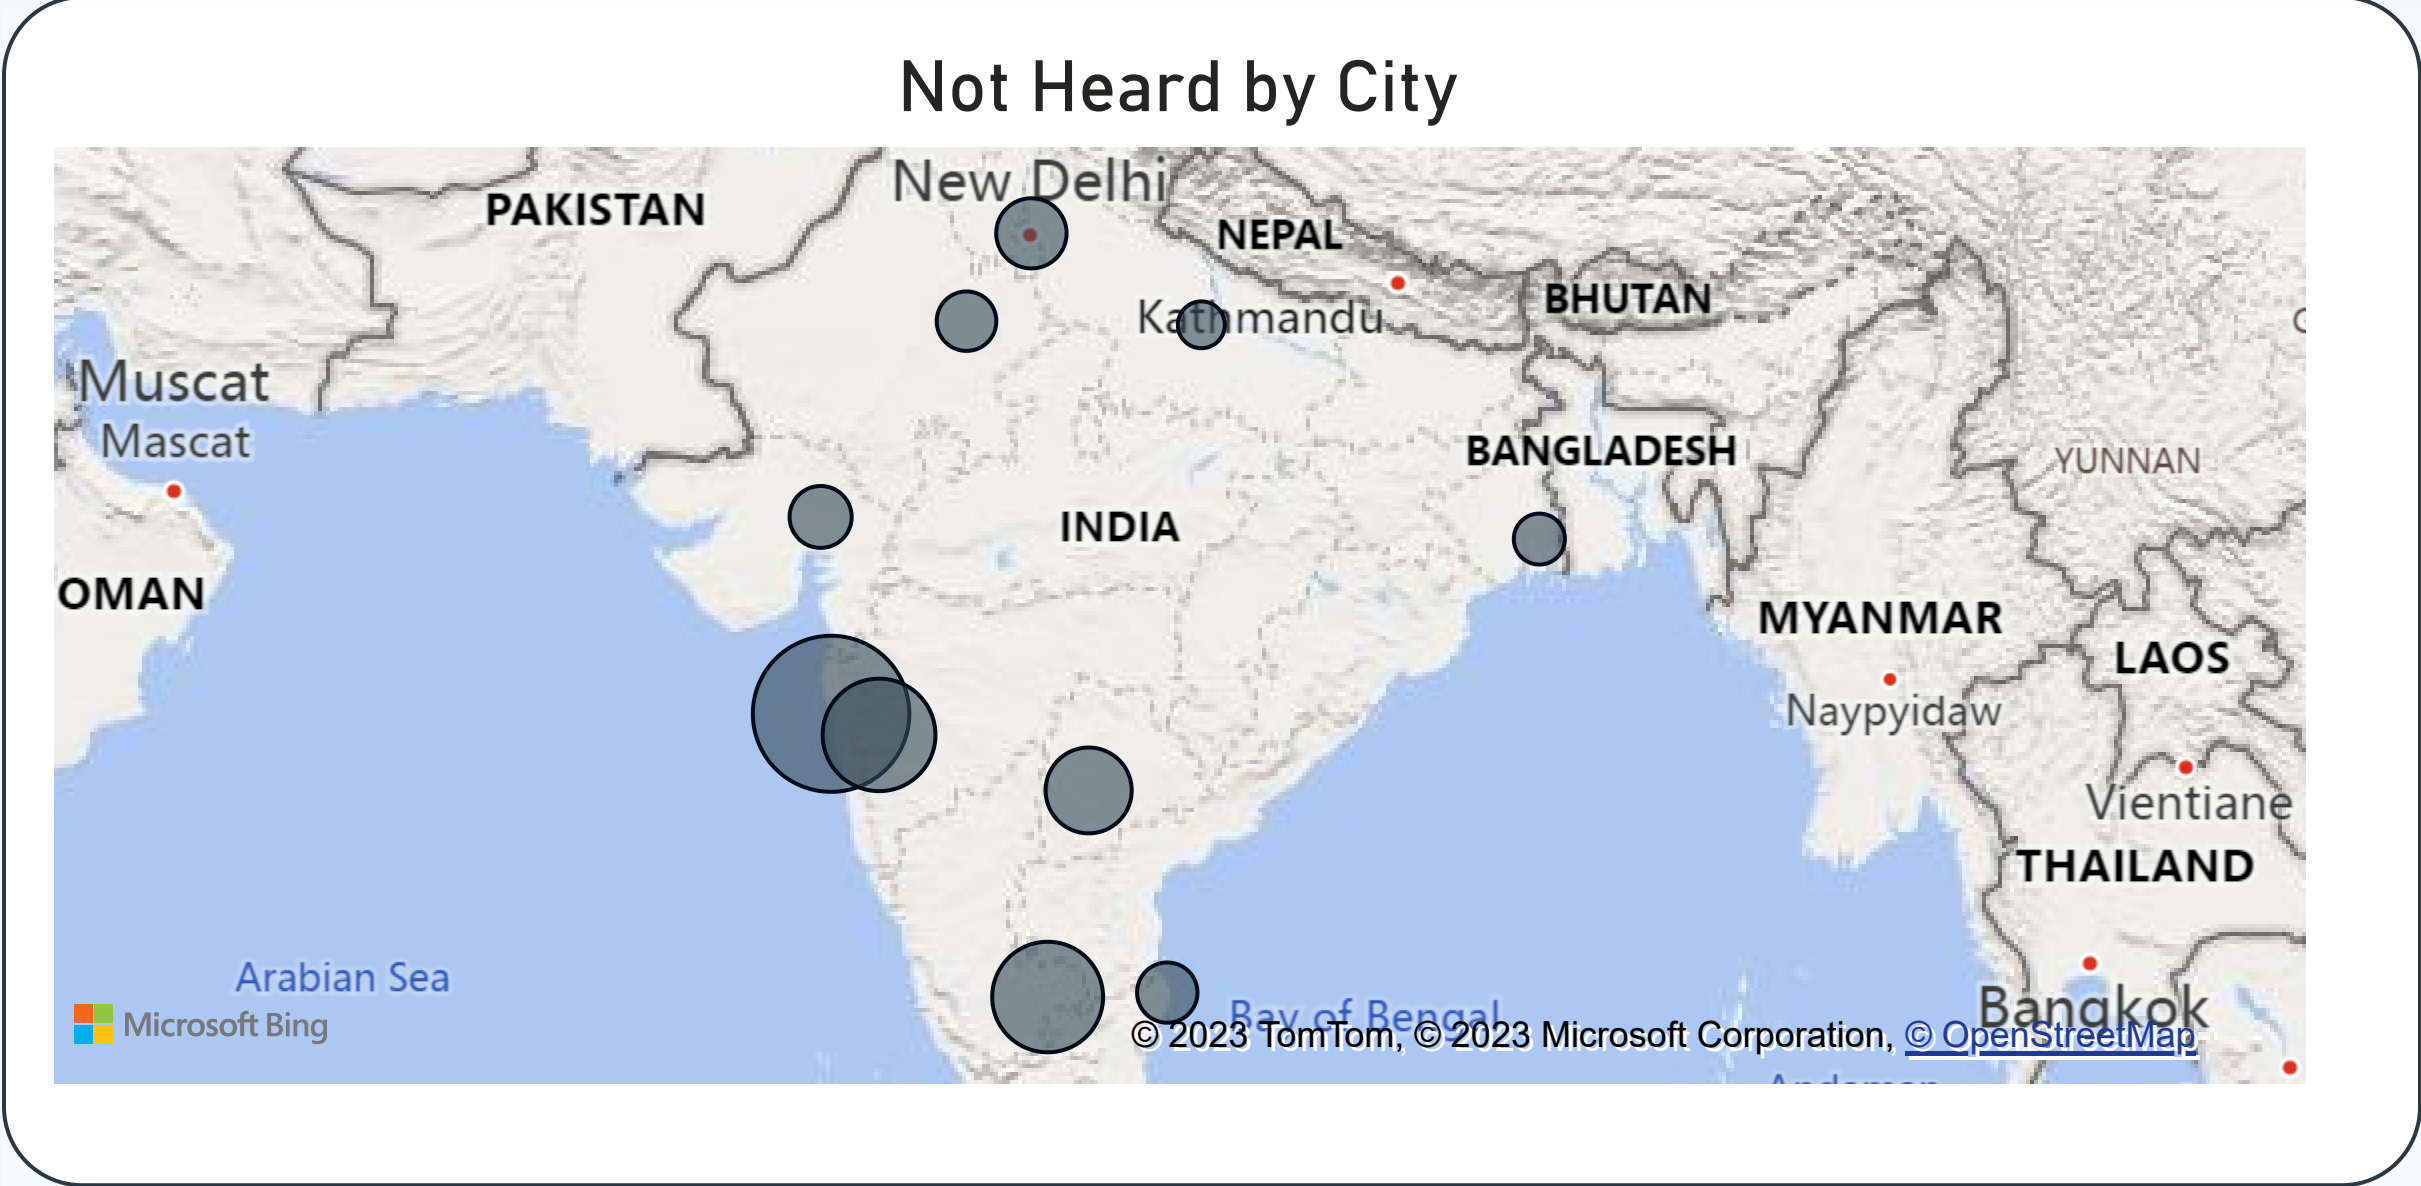 Not Heard by City
New Delhi
PAKISTAN
NEPAL
BHUTAN
Kathmandu
Muscat
Mascat
BANGLADESH
YUNNAN
INDIA
OMAN
MYANMAR
LAOS
Naypyidaw
Vientiane
THAILAND
Arabian Sea
Bangkok
Bay of Bengal
Microsoft Bing
© 2023 TomTom, © 2023 Microsoft Corporation, © OpenStreetMap